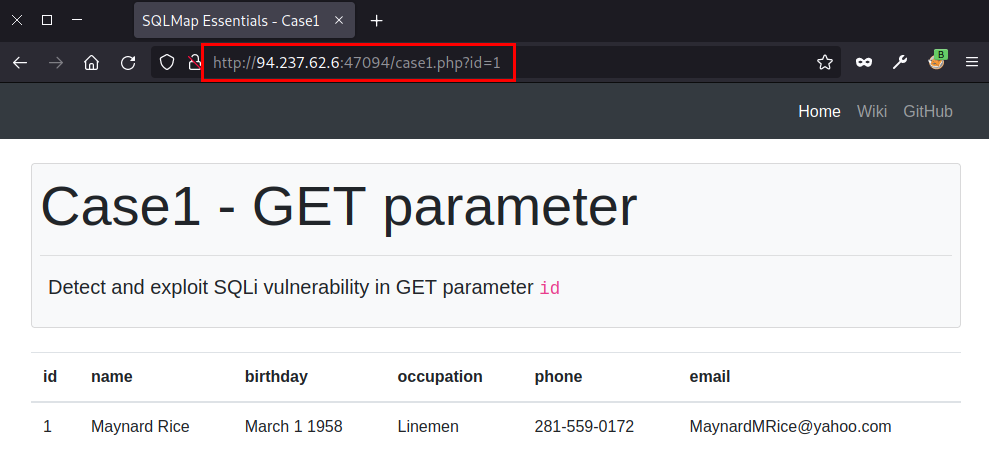 SQLMap Essentials - Case1
http://94.237.62.6:47094/case1.php?id=1
B
Home Wiki GitHub
Case1 - GET parameter
Detect and exploit SQLi vulnerability in GET parameter id
id name birthday occupation phone email
1 Maynard Rice March 1 1958 Linemen 281-559-0172 MaynardMRice@yahoo.com